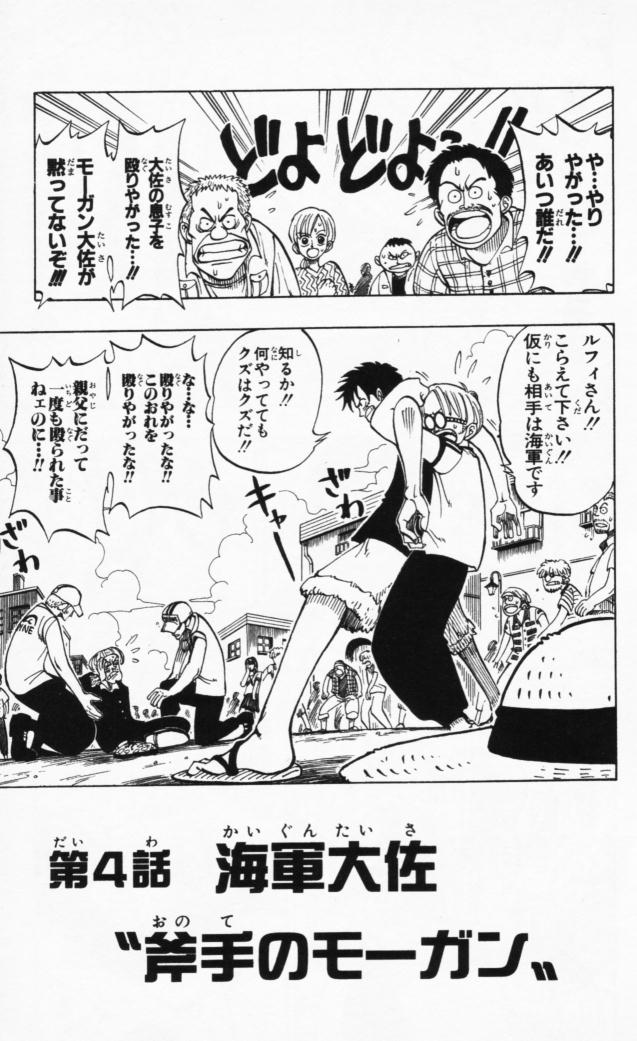 や…やり
やがった…!!
あいつ誰だ!!
どよどよ…!!
大佐の息子を
殴りやがった…!!
モーガン大佐が
黙ってないぞ!!!
ルフィさん!!
こらえて下さい!!
仮にも相手は海軍です
知るか!!
何やってても
クズはクズだ!!
ざわ
キャー
な…な…
殴りやがったな!!
このおれを
殴りやがったな!!
親父にだって
一度も殴られた事
ねェのに…!!
ざわ
第4話 海軍大佐
〝斧手のモーガン〟